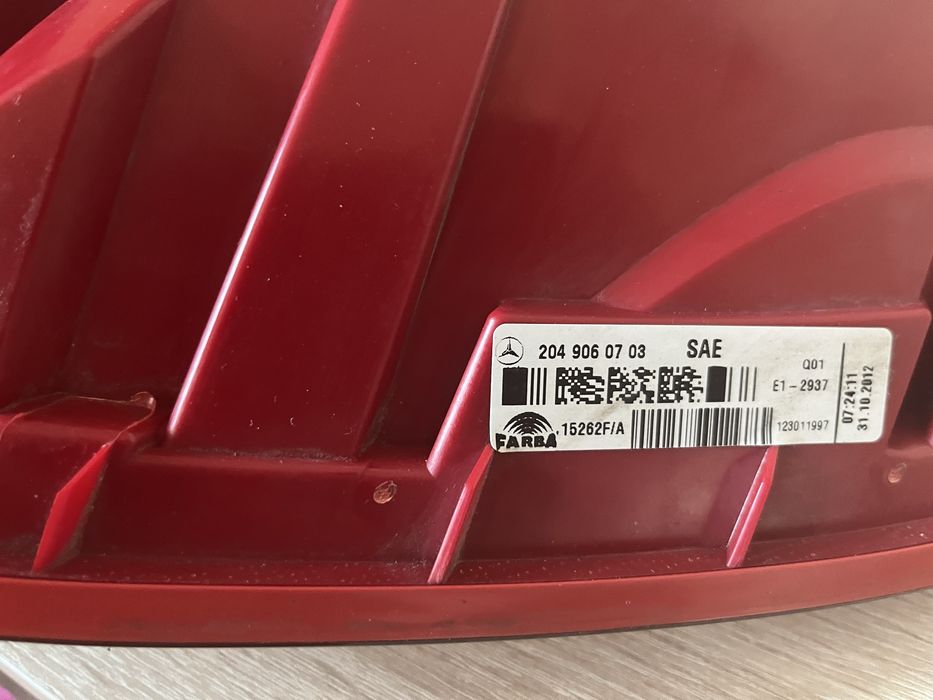 204 906 07 03 SAE
Q01
E1-2937
FARBA
15262F/A
123011997
07:24:11
31.10.2012